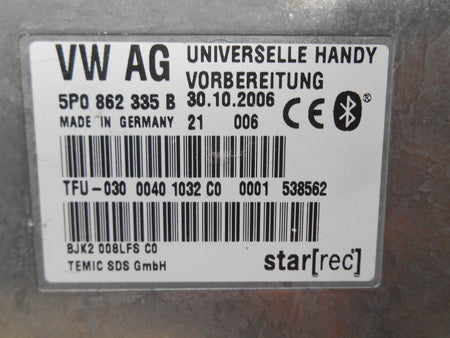 VW AG UNIVERSELLE HANDY
VORBEREITUNG
5P0 862 335 B 30.10.2006
MADE IN GERMANY 21 006 CE
TFU-030 0040 1032 C0 0001 538562
BJK2 008LFS C0
TEMIC SDS GmbH star[rec]